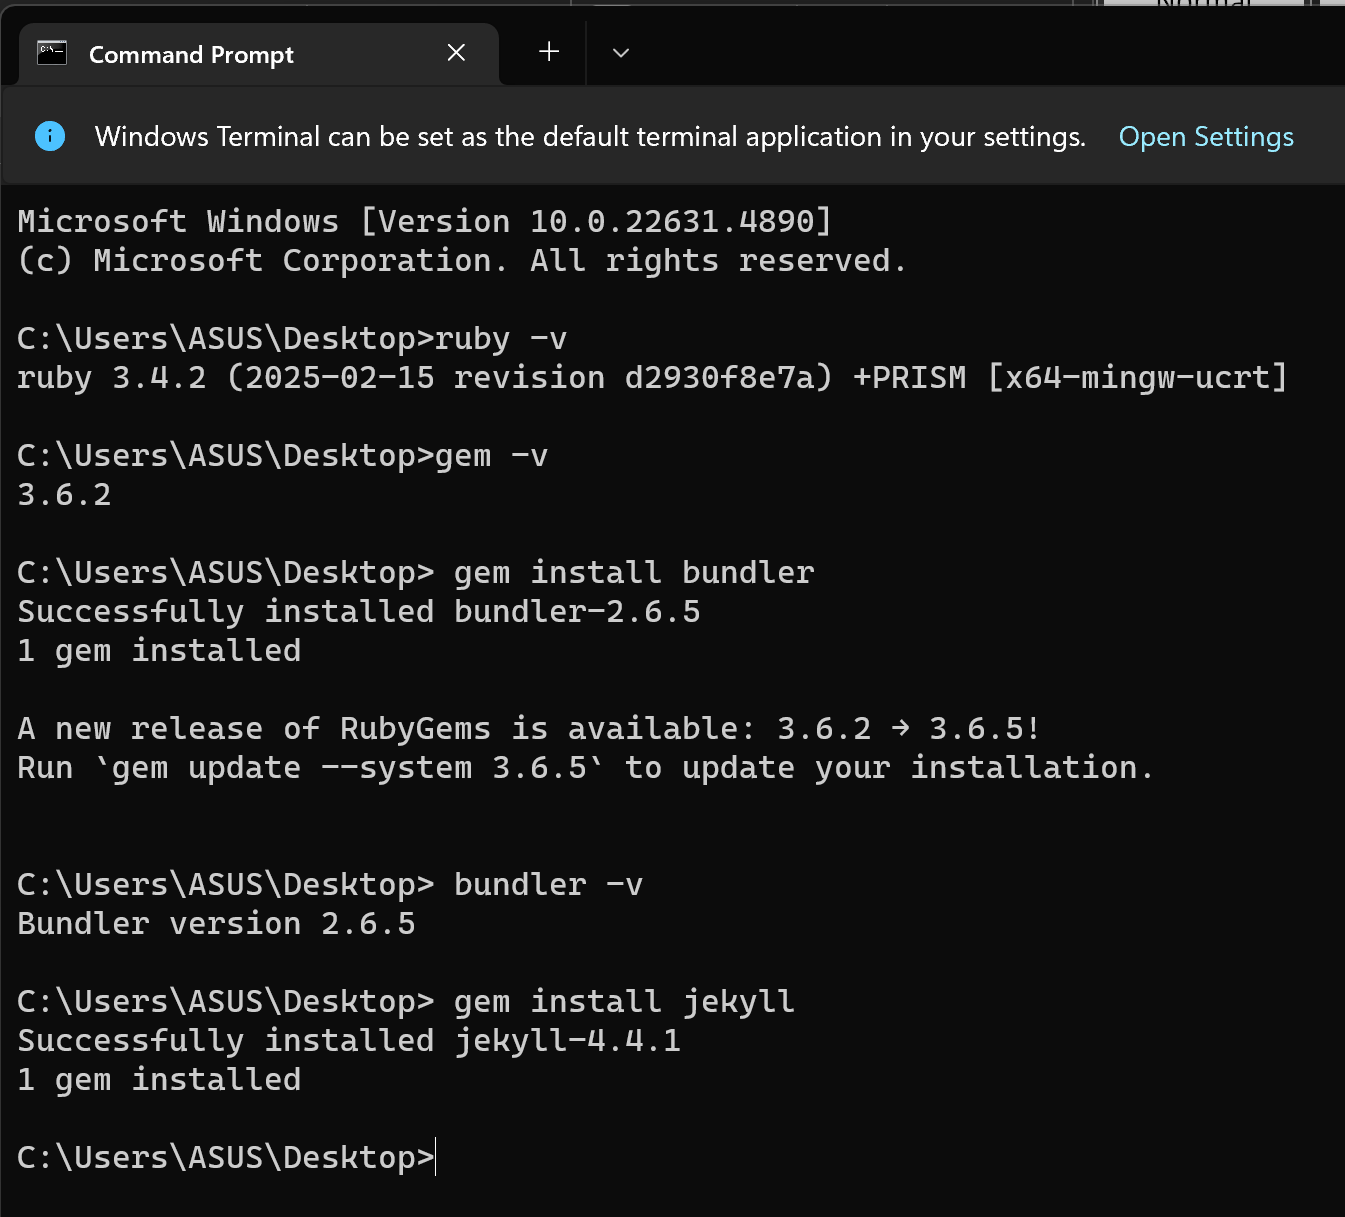 Normal
Command Prompt
Windows Terminal can be set as the default terminal application in your settings. Open Settings
Microsoft Windows [Version 10.0.22631.4890]
(c) Microsoft Corporation. All rights reserved.
C:\Users\ASUS\Desktop>ruby -v
ruby 3.4.2 (2025-02-15 revision d2930f8e7a) +PRISM [x64-mingw-ucrt]
C:\Users\ASUS\Desktop>gem -v
3.6.2
C:\Users\ASUS\Desktop> gem install bundler
Successfully installed bundler-2.6.5
1 gem installed
A new release of RubyGems is available: 3.6.2 → 3.6.5!
Run `gem update --system 3.6.5` to update your installation.
C:\Users\ASUS\Desktop> bundler -v
Bundler version 2.6.5
C:\Users\ASUS\Desktop> gem install jekyll
Successfully installed jekyll-4.4.1
1 gem installed
C:\Users\ASUS\Desktop>